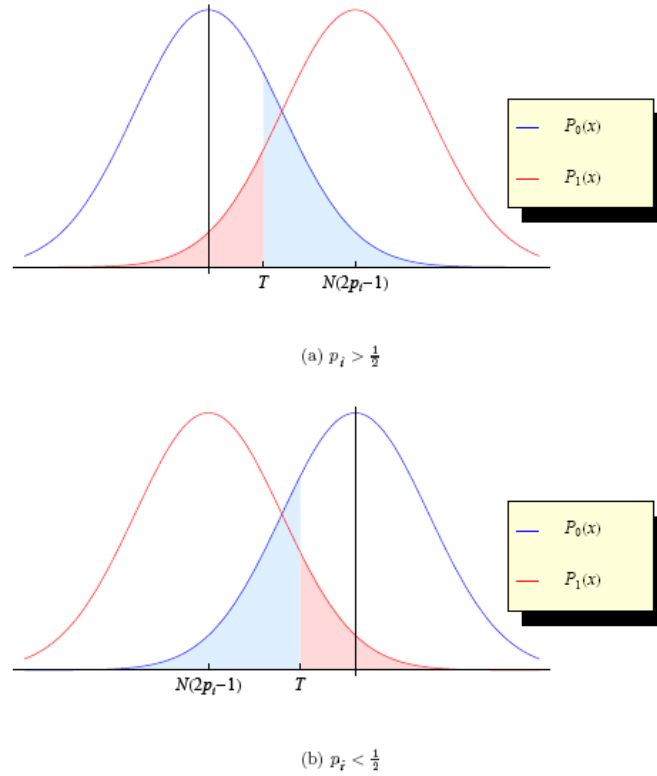 P₀(x)
P₁(x)
T N(2pᵢ−1)
(a) pᵢ > 1/2
P₀(x)
P₁(x)
N(2pᵢ−1) T
(b) pᵢ < 1/2